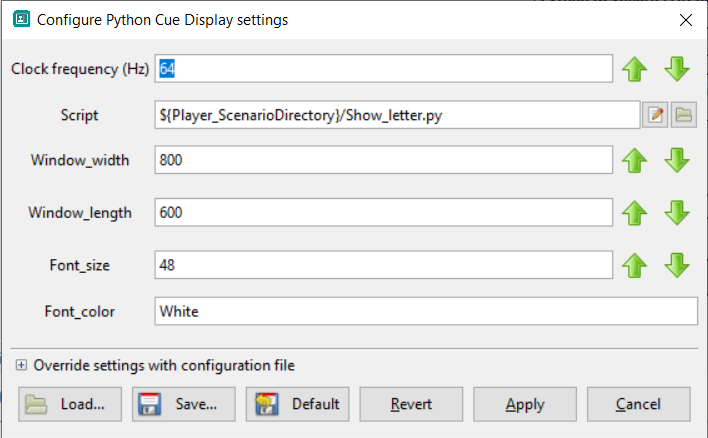 Configure Python Cue Display settings
Clock frequency (Hz) 64
Script ${Player_ScenarioDirectory}/Show_letter.py
Window_width 800
Window_length 600
Font_size 48
Font_color White
Override settings with configuration file
Load... Save... Default Revert Apply Cancel